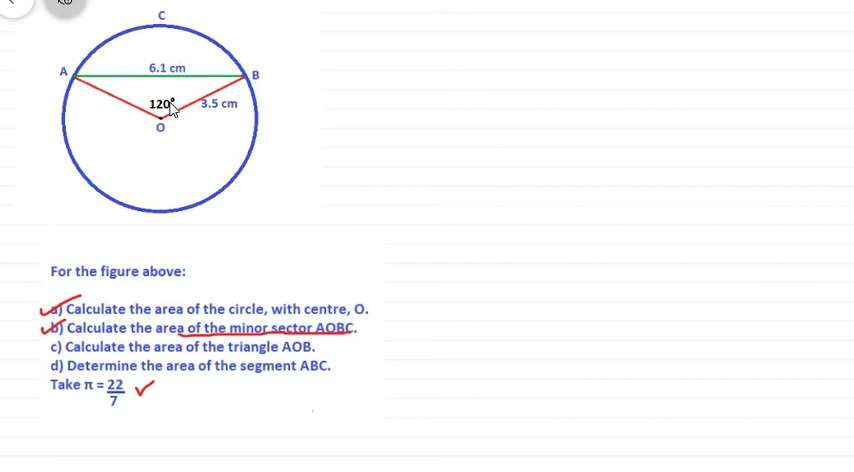 C
6.1 cm
A
B
120°
3.5 cm
O
For the figure above:
a) Calculate the area of the circle, with centre, O.
b) Calculate the area of the minor sector AOBC.
c) Calculate the area of the triangle AOB.
d) Determine the area of the segment ABC.
Take π = 22
7